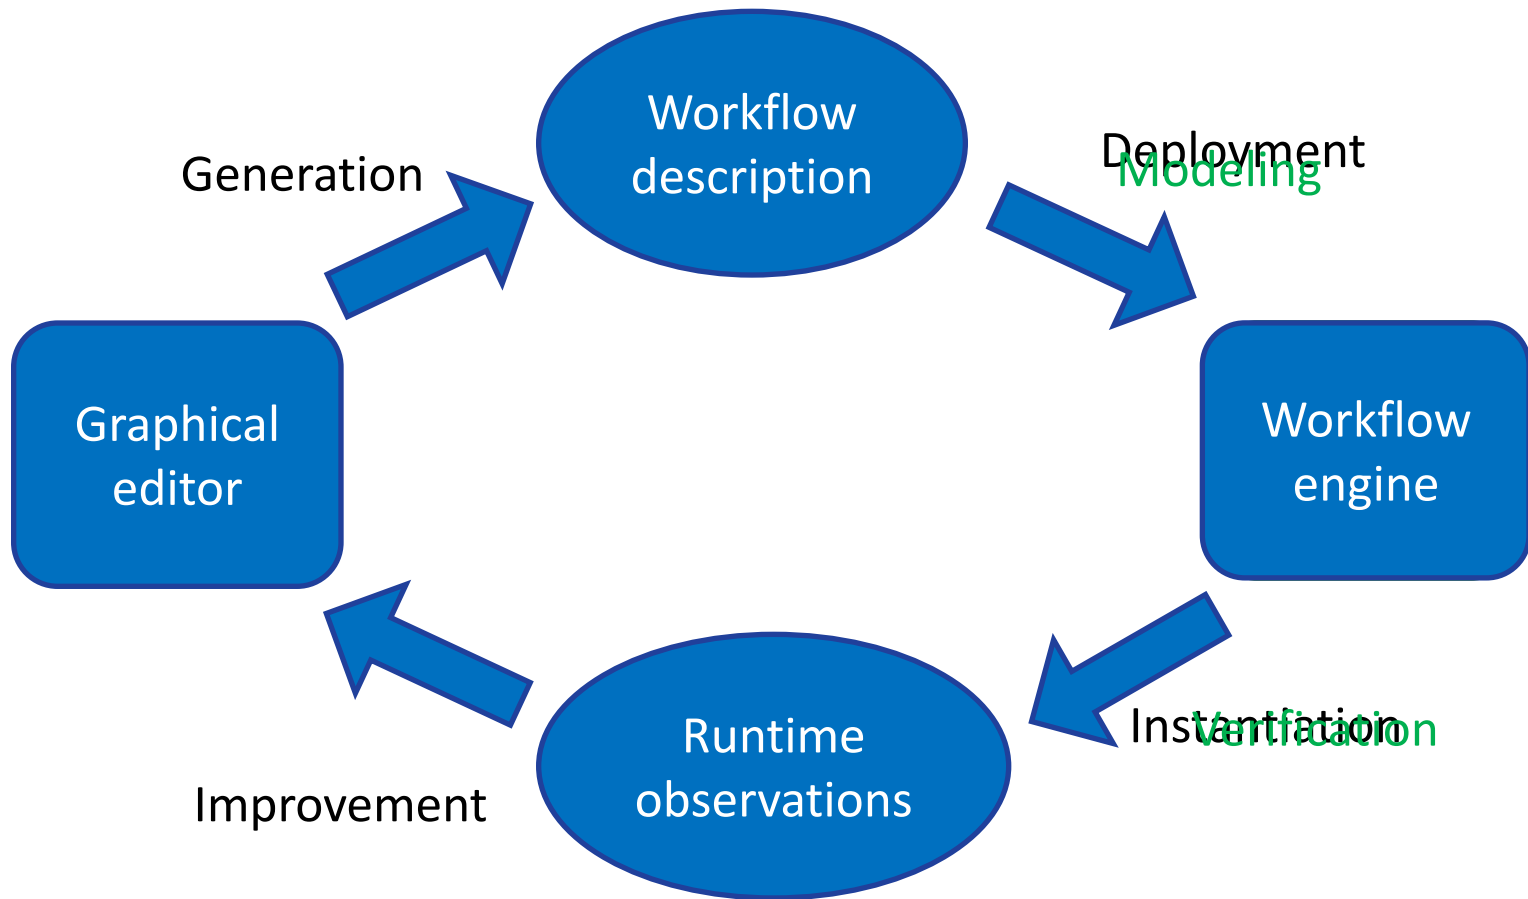 Workflow
description
Generation
Deployment
Modeling
Graphical
editor
Workflow
engine
Runtime
observations
Instantiation
Verification
Improvement